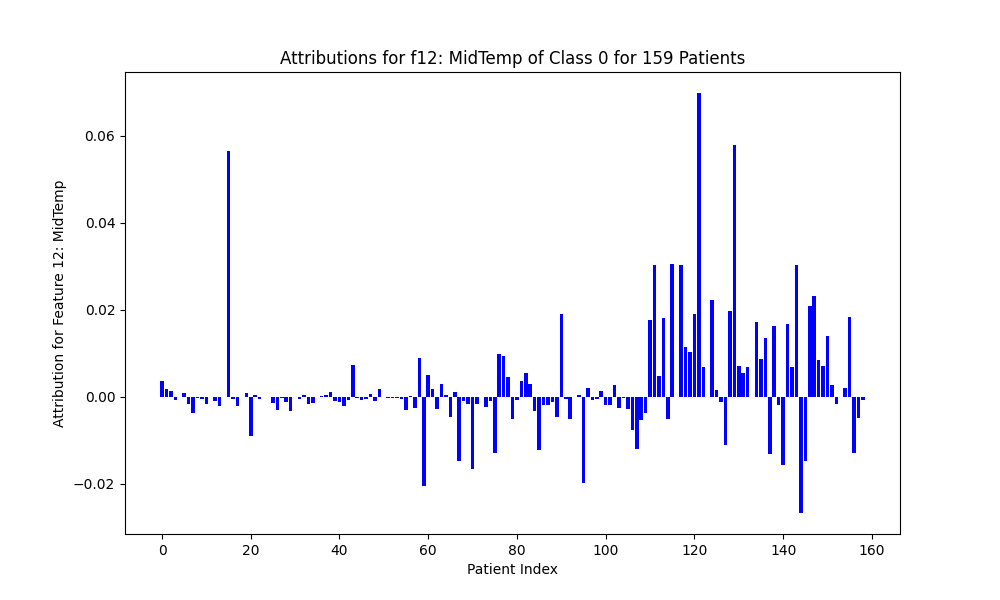 Attributions for f12: MidTemp of Class 0 for 159 Patients
Attribution for Feature 12: MidTemp
0.06
0.04
0.02
0.00
−0.02
0 20 40 60 80 100 120 140 160
Patient Index